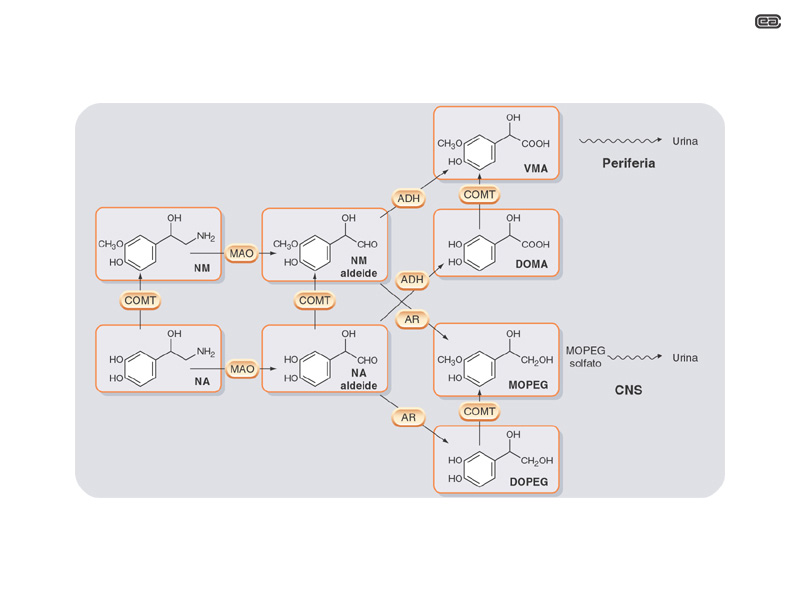 cea
OH
CH3O
COOH
HO
VMA
Urina
Periferia
ADH
COMT
OH
CH3O
NH2
HO
NM
MAO
OH
CH3O
CHO
HO
NM
aldeide
OH
HO
COOH
HO
DOMA
ADH
COMT
COMT
AR
OH
HO
NH2
HO
NA
MAO
OH
HO
CHO
HO
NA
aldeide
OH
CH3O
CH2OH
HO
MOPEG
MOPEG
solfato
Urina
CNS
AR
COMT
OH
HO
CH2OH
HO
DOPEG